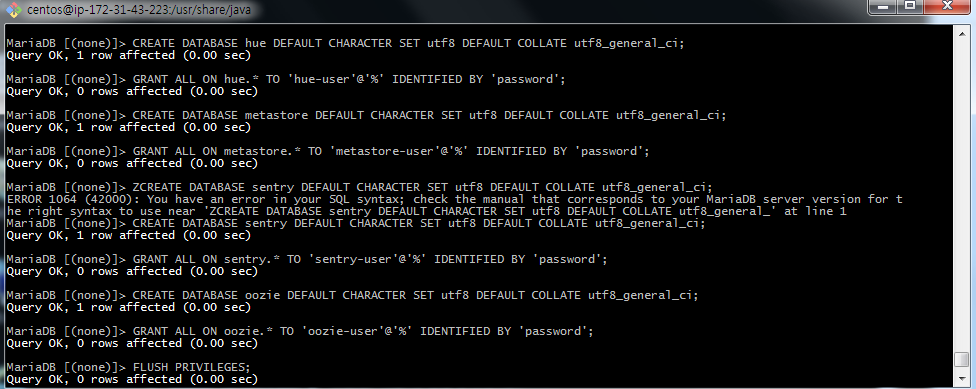 centos@ip-172-31-43-223:/usr/share/java
MariaDB [(none)]> CREATE DATABASE hue DEFAULT CHARACTER SET utf8 DEFAULT COLLATE utf8_general_ci;
Query OK, 1 row affected (0.00 sec)
MariaDB [(none)]> GRANT ALL ON hue.* TO 'hue-user'@'%' IDENTIFIED BY 'password';
Query OK, 0 rows affected (0.00 sec)
MariaDB [(none)]> CREATE DATABASE metastore DEFAULT CHARACTER SET utf8 DEFAULT COLLATE utf8_general_ci;
Query OK, 1 row affected (0.00 sec)
MariaDB [(none)]> GRANT ALL ON metastore.* TO 'metastore-user'@'%' IDENTIFIED BY 'password';
Query OK, 0 rows affected (0.00 sec)
MariaDB [(none)]> ZCREATE DATABASE sentry DEFAULT CHARACTER SET utf8 DEFAULT COLLATE utf8_general_ci;
ERROR 1064 (42000): You have an error in your SQL syntax; check the manual that corresponds to your MariaDB server version for t
he right syntax to use near 'ZCREATE DATABASE sentry DEFAULT CHARACTER SET utf8 DEFAULT COLLATE utf8_general_' at line 1
MariaDB [(none)]> CREATE DATABASE sentry DEFAULT CHARACTER SET utf8 DEFAULT COLLATE utf8_general_ci;
Query OK, 1 row affected (0.00 sec)
MariaDB [(none)]> GRANT ALL ON sentry.* TO 'sentry-user'@'%' IDENTIFIED BY 'password';
Query OK, 0 rows affected (0.00 sec)
MariaDB [(none)]> CREATE DATABASE oozie DEFAULT CHARACTER SET utf8 DEFAULT COLLATE utf8_general_ci;
Query OK, 1 row affected (0.00 sec)
MariaDB [(none)]> GRANT ALL ON oozie.* TO 'oozie-user'@'%' IDENTIFIED BY 'password';
Query OK, 0 rows affected (0.00 sec)
MariaDB [(none)]> FLUSH PRIVILEGES;
Query OK, 0 rows affected (0.00 sec)